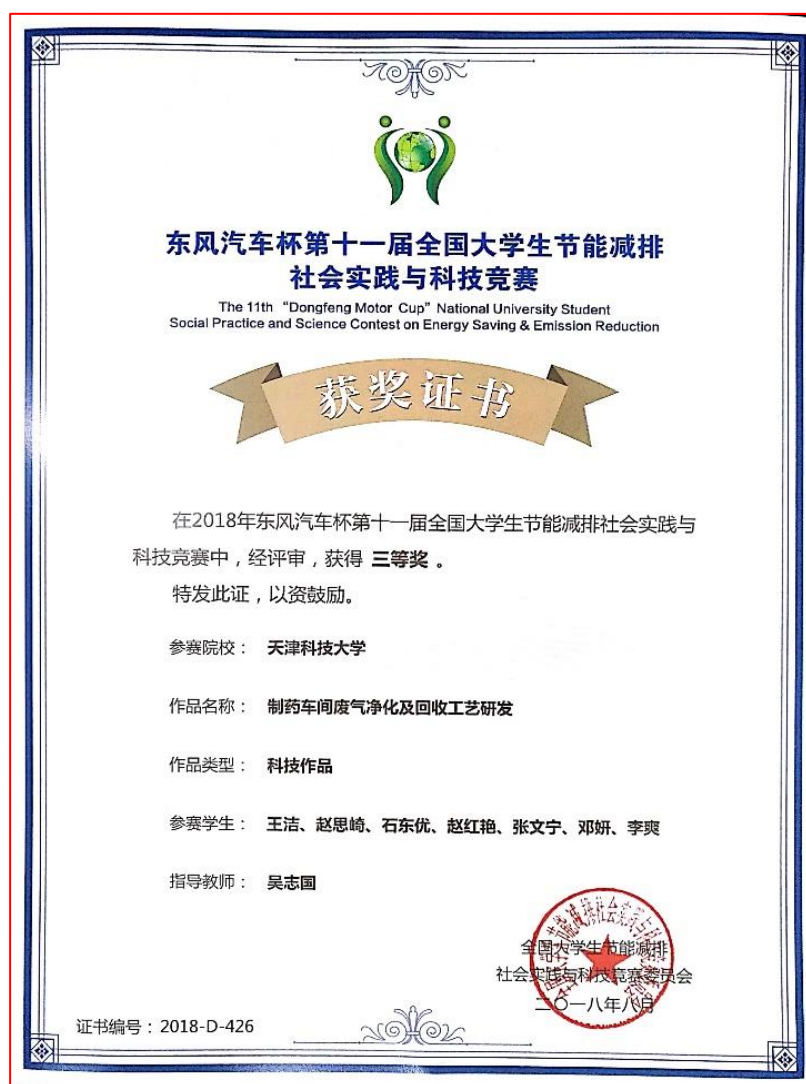 东风汽车杯第十一届全国大学生节能减排
社会实践与科技竞赛
The 11th "Dongfeng Motor Cup" National University Student
Social Practice and Science Contest on Energy Saving & Emission Reduction
获奖证书
在2018年东风汽车杯第十一届全国大学生节能减排社会实践与
科技竞赛中，经评审，获得 三等奖 。
特发此证，以资鼓励。
参赛院校： 天津科技大学
作品名称： 制药车间废气净化及回收工艺研发
作品类型： 科技作品
参赛学生： 王洁、赵思崎、石东优、赵红艳、张文宁、邓妍、李爽
指导教师： 吴志国
全国大学生节能减排
社会实践与科技竞赛委员会
二〇一八年八月
证书编号：2018-D-426